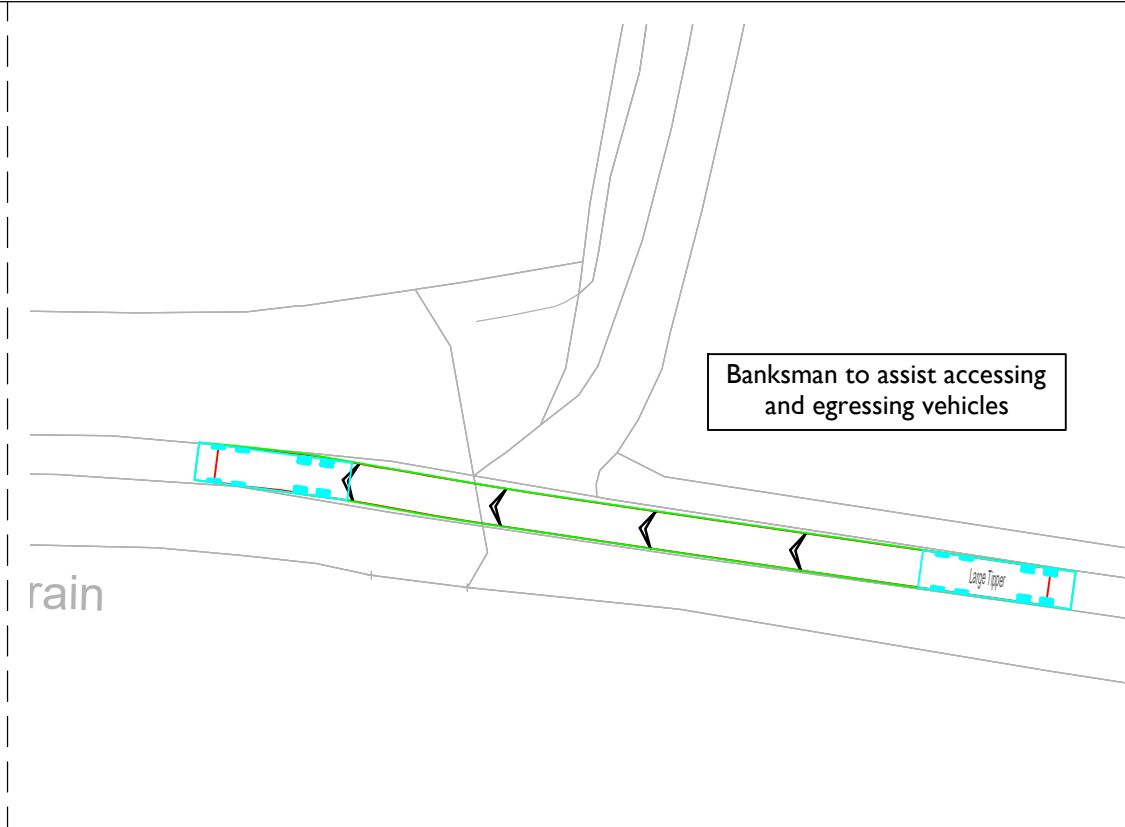 Banksman to assist accessing
and egressing vehicles
Large Tipper
rain